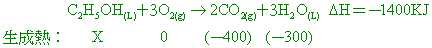 C₂H₅OH₍L₎+3O₂₍g₎→2CO₂₍g₎+3H₂O₍L₎ ΔH=−1400KJ
生成熱： X 0 (−400) (−300)